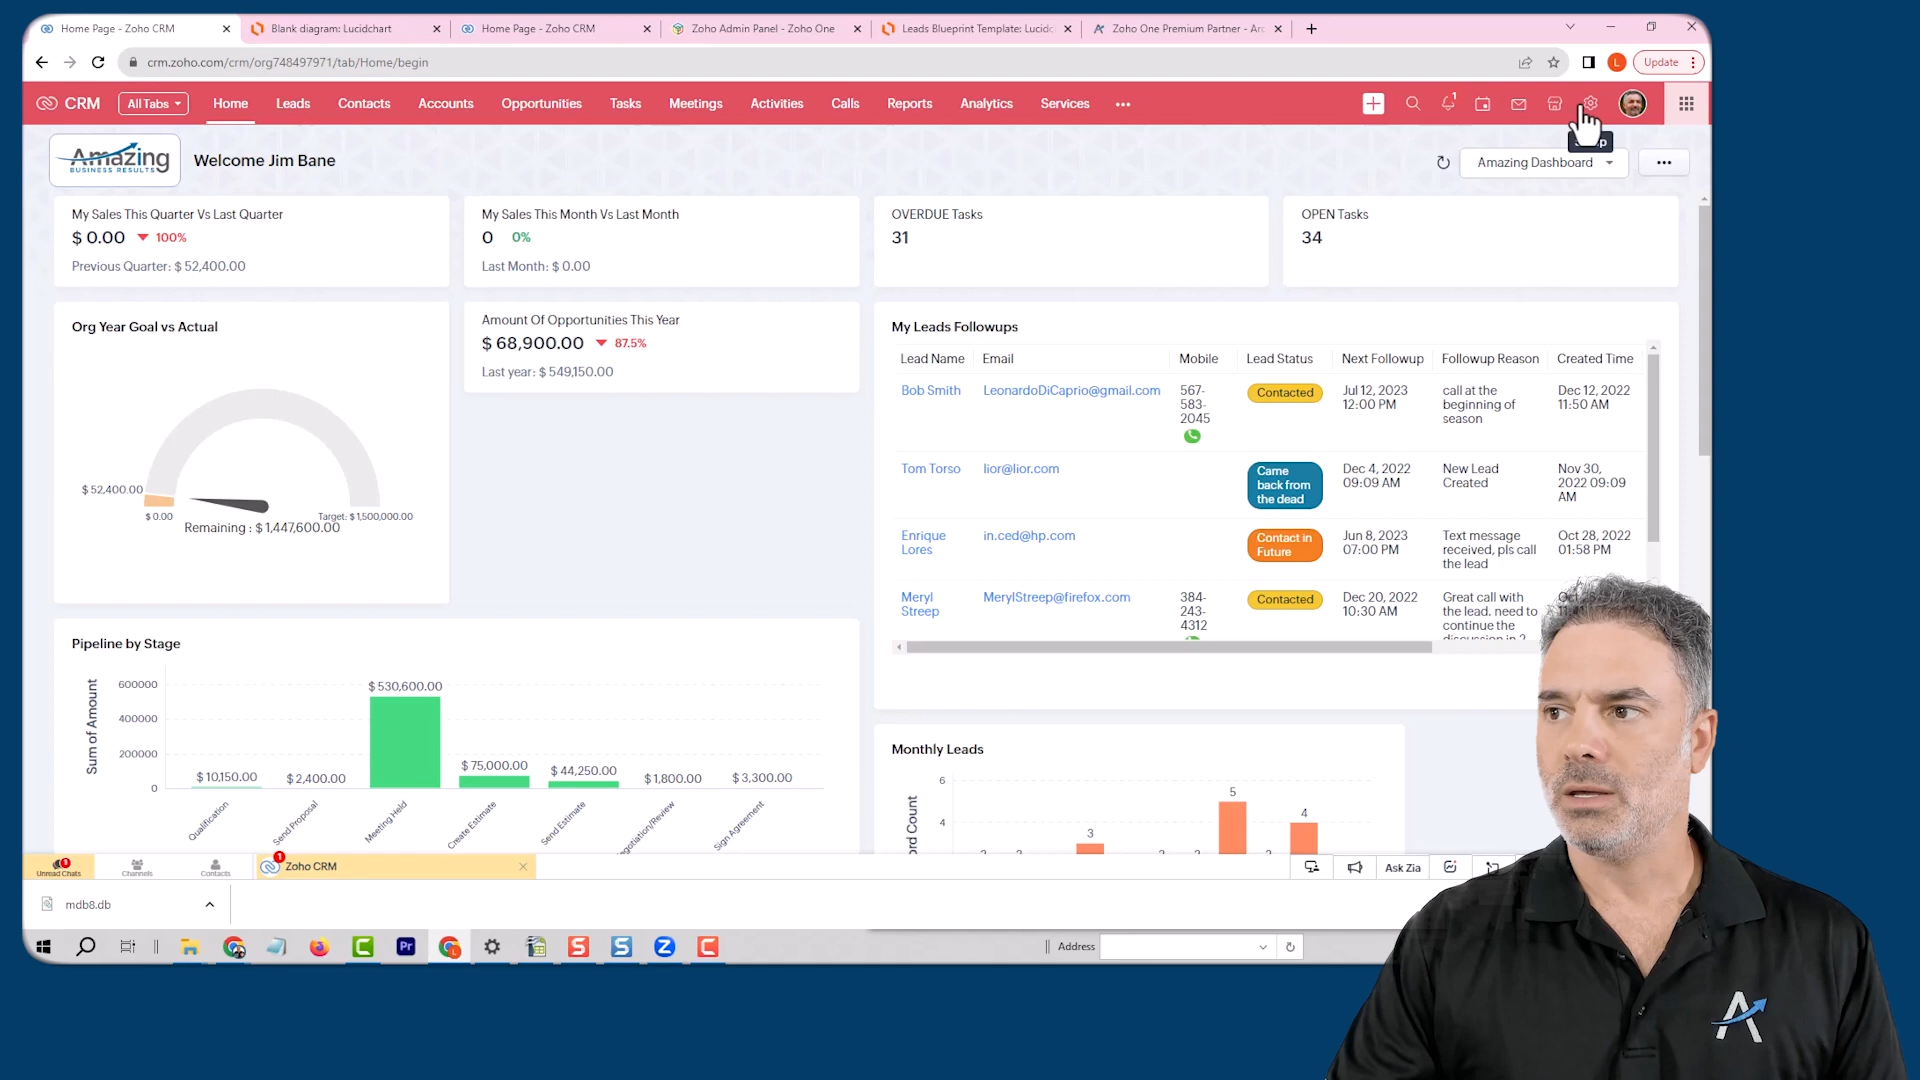 Home Page - Zoho CRM
Blank diagram: Lucidchart
Home Page - Zoho CRM
Zoho Admin Panel - Zoho One
Leads Blueprint Template: Lucidc
Zoho One Premium Partner - Arc
crm.zoho.com/crm/org748497971/tab/Home/begin
L
Update
CRM
All Tabs
Home
Leads
Contacts
Accounts
Opportunities
Tasks
Meetings
Activities
Calls
Reports
Analytics
Services
1
Amazing
BUSINESS RESULTS
Welcome Jim Bane
Amazing Dashboard
My Sales This Quarter Vs Last Quarter
$ 0.00 100%
Previous Quarter: $ 52,400.00
My Sales This Month Vs Last Month
0 0%
Last Month: $ 0.00
OVERDUE Tasks
31
OPEN Tasks
34
Org Year Goal vs Actual
$ 52,400.00
$ 0.00
Target: $ 1,500,000.00
Remaining : $ 1,447,600.00
Amount Of Opportunities This Year
$ 68,900.00 87.5%
Last year: $ 549,150.00
My Leads Followups
Lead Name Email Mobile Lead Status Next Followup Followup Reason Created Time
Bob Smith LeonardoDiCaprio@gmail.com 567- Contacted Jul 12, 2023 call at the Dec 12, 2022
583- 12:00 PM beginning of 11:50 AM
2045 season
Tom Torso lior@lior.com Came Dec 4, 2022 New Lead Nov 30,
back from 09:09 AM Created 2022 09:09
the dead AM
Enrique in.ced@hp.com Contact in Jun 8, 2023 Text message Oct 28, 2022
Lores Future 07:00 PM received, pls call 01:58 PM
the lead
Meryl MerylStreep@firefox.com 384- Contacted Dec 20, 2022 Great call with
Streep 243- 10:30 AM the lead. need to
4312 continue the
discussion in 2
Pipeline by Stage
Sum of Amount
600000
400000
200000
0
$ 10,150.00
$ 2,400.00
$ 530,600.00
$ 75,000.00
$ 44,250.00
$ 1,800.00
$ 3,300.00
Qualification
Send Proposal
Meeting Held
Create Estimate
Send Estimate
egotiation/Review
Sign Agreement
Monthly Leads
ord Count
6
4
3
5
4
1
Unread Chats
Channels
Contacts
1
Zoho CRM
Ask Zia
mdb8.db
Address